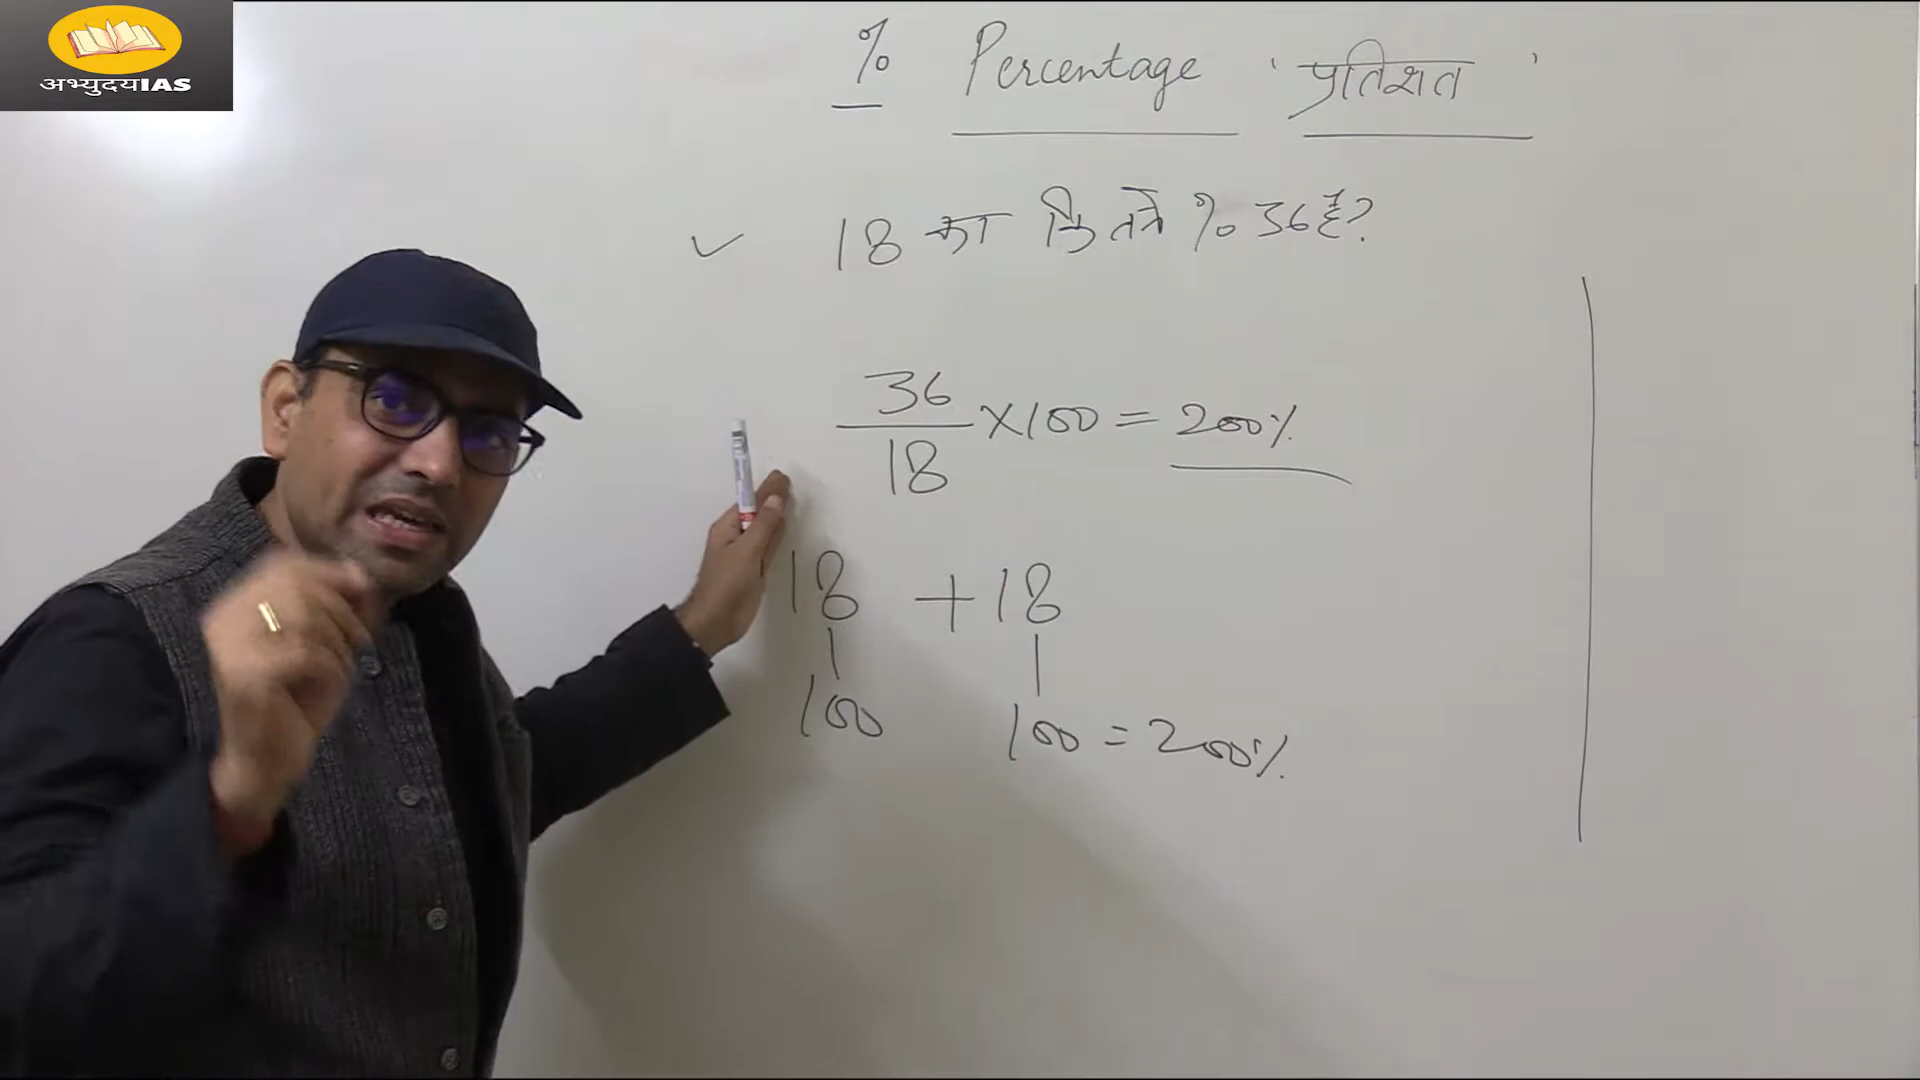 अभ्युदयIAS
% Percentage 'प्रतिशत'
18 का कितने % 36 है?
36
18
×100 = 200%
18 + 18
100 100 = 200%